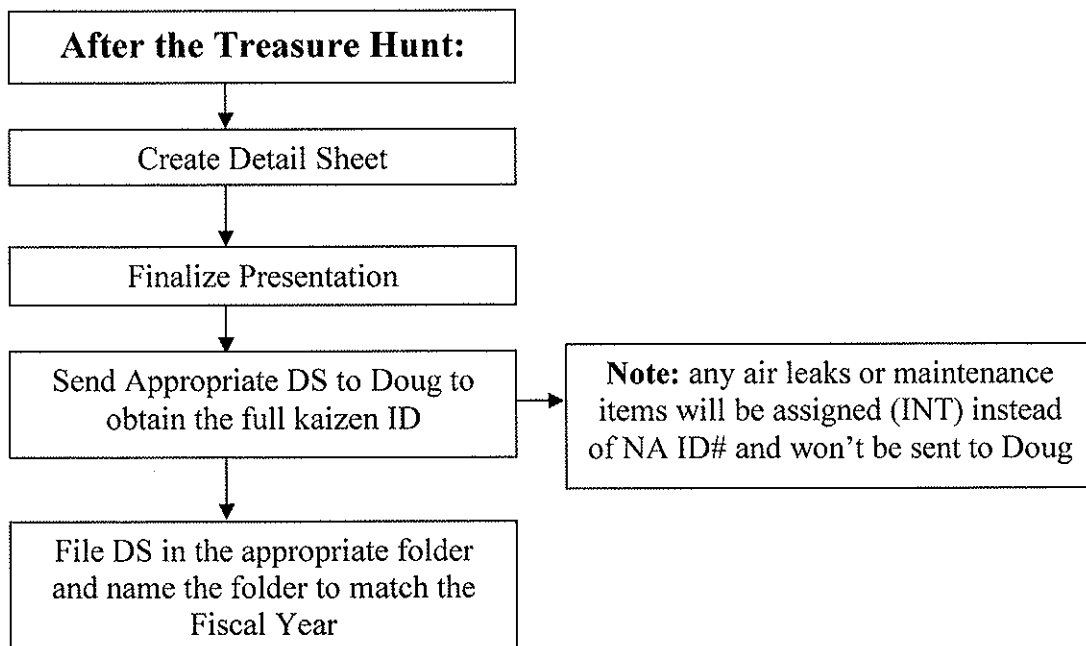 After the Treasure Hunt:
Create Detail Sheet
Finalize Presentation
Send Appropriate DS to Doug to
obtain the full kaizen ID
Note: any air leaks or maintenance
items will be assigned (INT) instead
of NA ID# and won't be sent to Doug
File DS in the appropriate folder
and name the folder to match the
Fiscal Year